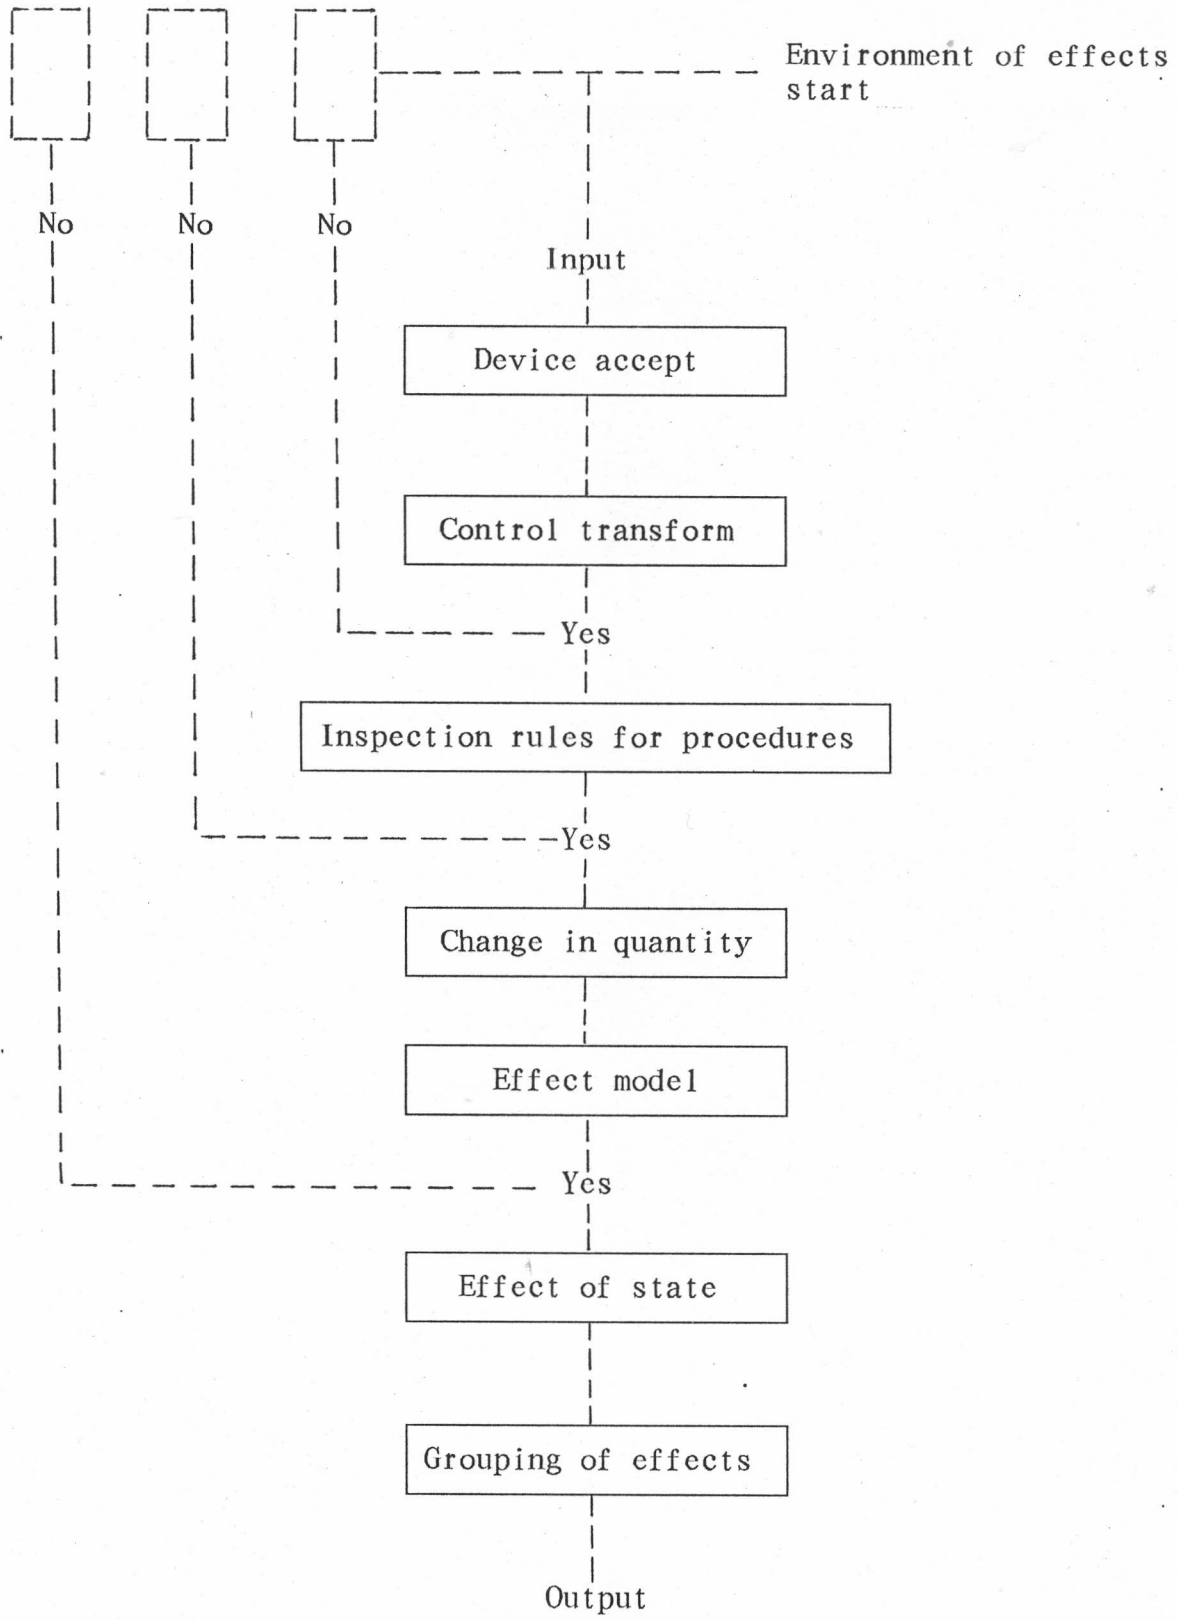 Environment of effects
start
No No No
Input
Device accept
Control transform
Yes
Inspection rules for procedures
Yes
Change in quantity
Effect model
Yes
Effect of state
Grouping of effects
Output